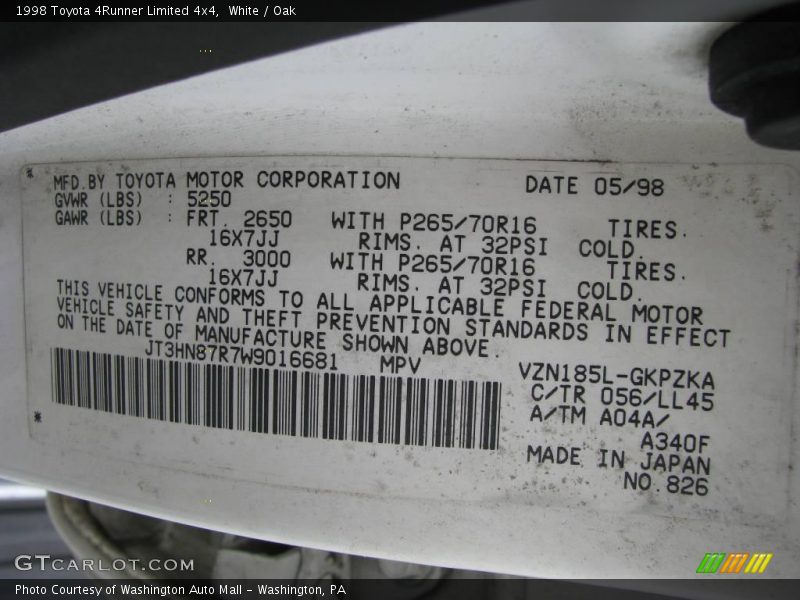 1998 Toyota 4Runner Limited 4x4, White / Oak
MFD.BY TOYOTA MOTOR CORPORATION DATE 05/98
GVWR (LBS) : 5250
GAWR (LBS) : FRT. 2650 WITH P265/70R16 TIRES.
16X7JJ RIMS. AT 32PSI COLD.
RR. 3000 WITH P265/70R16 TIRES.
16X7JJ RIMS. AT 32PSI COLD.
THIS VEHICLE CONFORMS TO ALL APPLICABLE FEDERAL MOTOR
VEHICLE SAFETY AND THEFT PREVENTION STANDARDS IN EFFECT
ON THE DATE OF MANUFACTURE SHOWN ABOVE.
JT3HN87R7W9016681 MPV
VZN185L-GKPZKA
C/TR 056/LL45
A/TM A04A/
A340F
MADE IN JAPAN
NO.826
GTCarLot.com
Photo Courtesy of Washington Auto Mall - Washington, PA